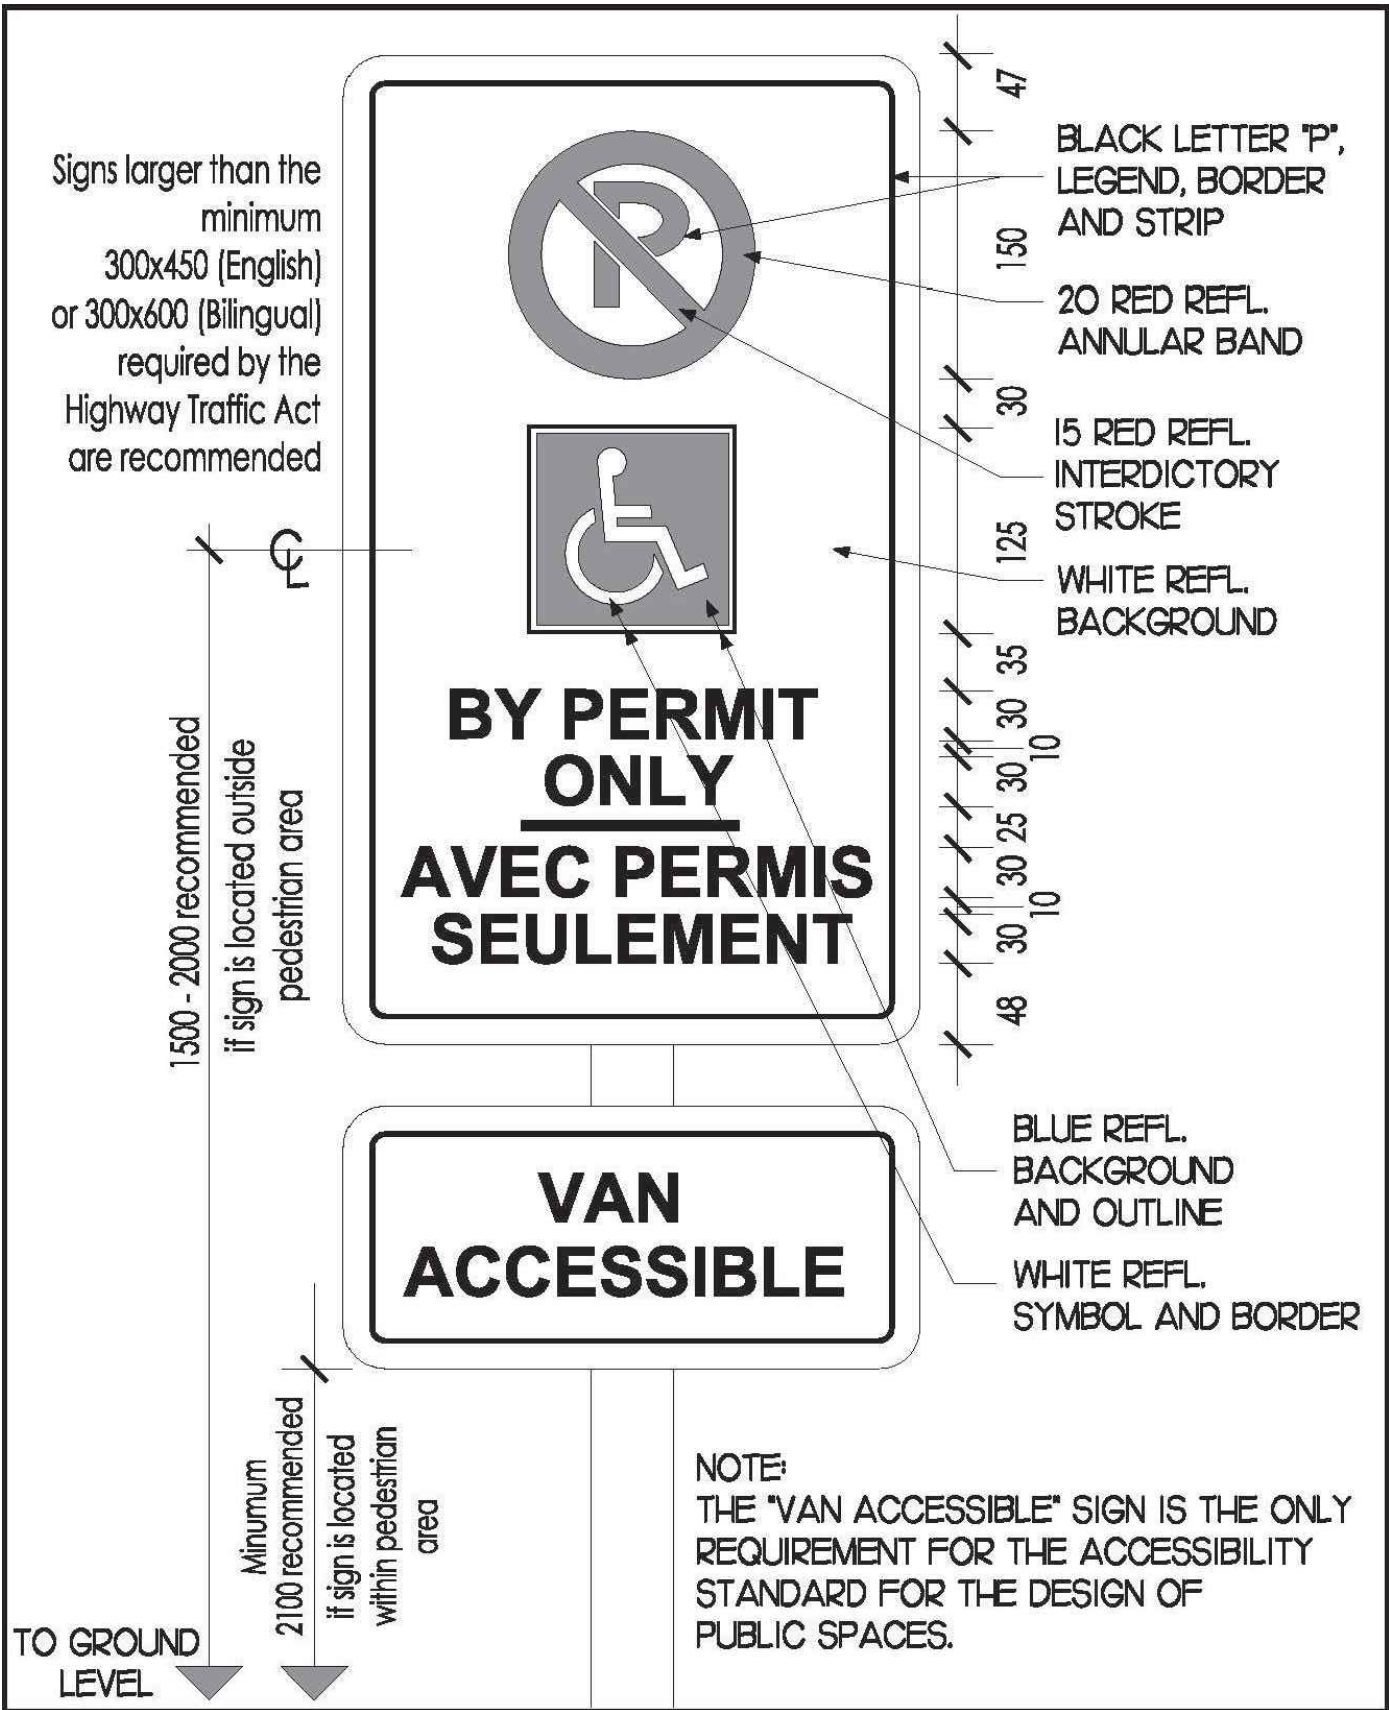 Signs larger than the
minimum
300x450 (English)
or 300x600 (Bilingual)
required by the
Highway Traffic Act
are recommended
P
BY PERMIT
ONLY
AVEC PERMIS
SEULEMENT
VAN
ACCESSIBLE
47
150
30
125
35
30
10
30
25
30
10
30
48
BLACK LETTER "P",
LEGEND, BORDER
AND STRIP
20 RED REFL.
ANNULAR BAND
15 RED REFL.
INTERDICTORY
STROKE
WHITE REFL.
BACKGROUND
BLUE REFL.
BACKGROUND
AND OUTLINE
WHITE REFL.
SYMBOL AND BORDER
CL
1500 - 2000 recommended
if sign is located outside
pedestrian area
Minimum
2100 recommended
if sign is located
within pedestrian
area
TO GROUND
LEVEL
NOTE:
THE "VAN ACCESSIBLE" SIGN IS THE ONLY
REQUIREMENT FOR THE ACCESSIBILITY
STANDARD FOR THE DESIGN OF
PUBLIC SPACES.